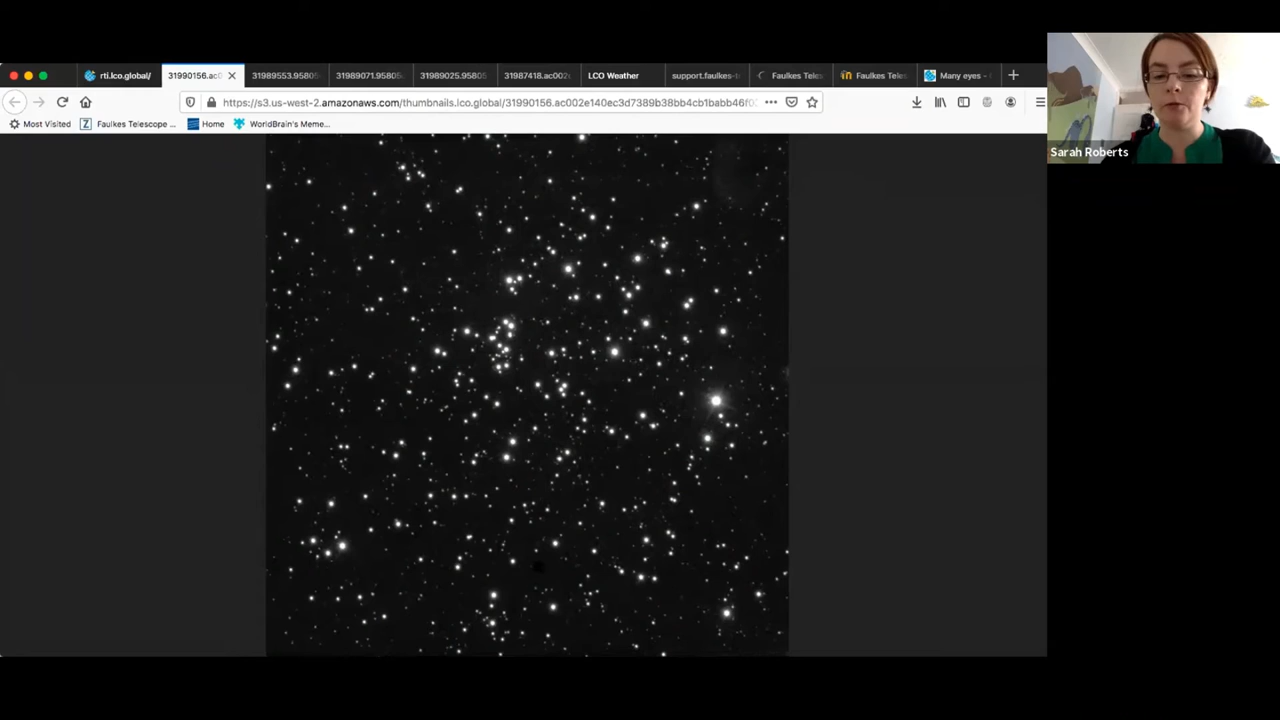 rti.lco.global/ 31990156.ac0 31989553.95805 31989071.95805 31989025.95805 31987418.ac002 LCO Weather support.faulkes-t Faulkes Teles Faulkes Teles Many eyes -
https://s3.us-west-2.amazonaws.com/thumbnails.lco.global/31990156.ac002e140ec3d7389b38bb4cb1babb46f0
Most Visited Faulkes Telescope ... Home WorldBrain's Meme...
Sarah Roberts